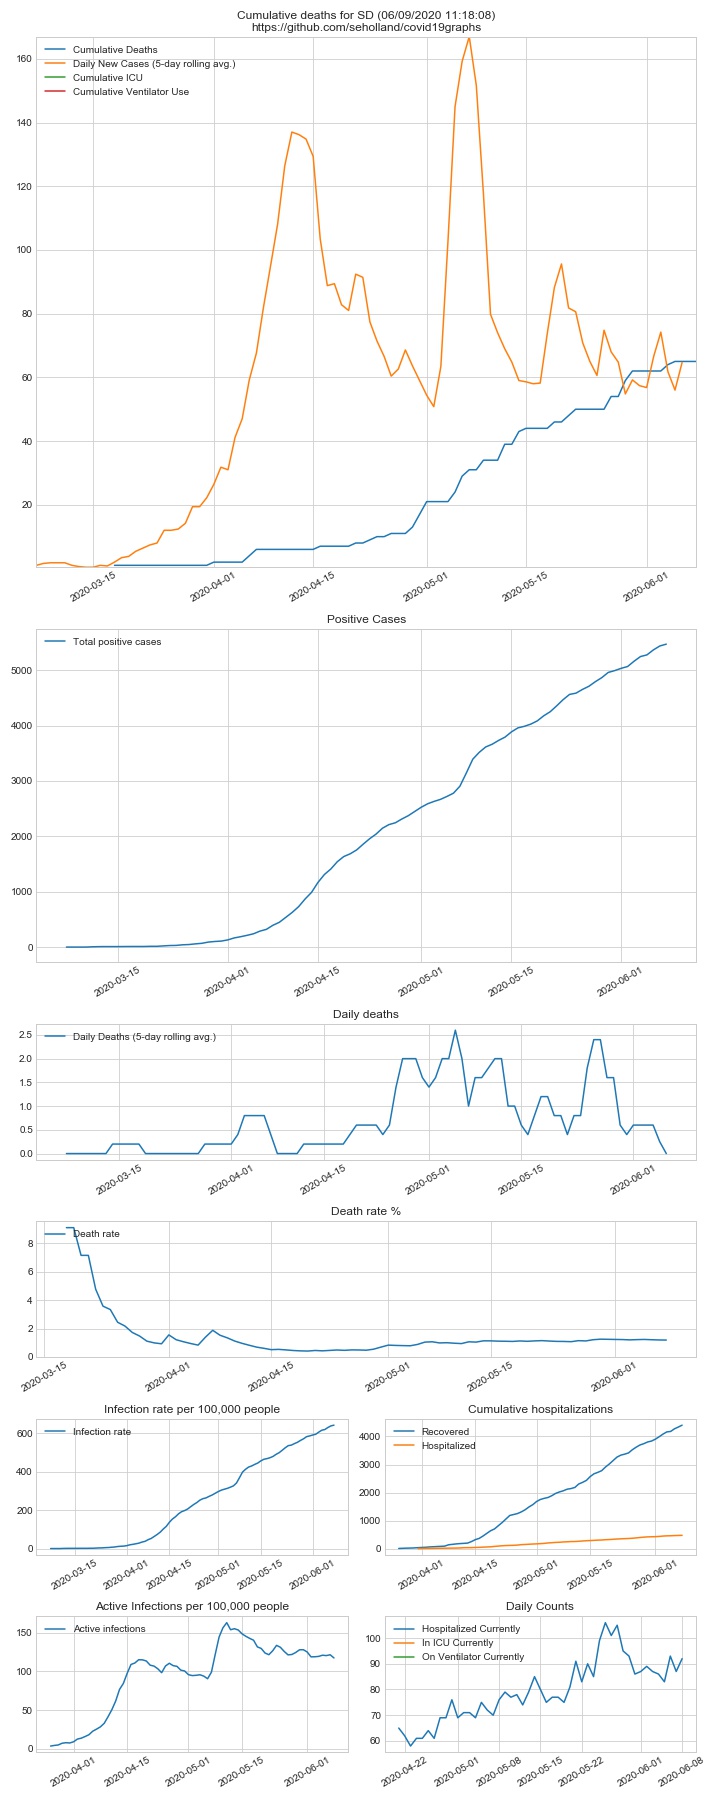 Cumulative deaths for SD (06/09/2020 11:18:08)
https://github.com/seholland/covid19graphs
Cumulative Deaths
Daily New Cases (5-day rolling avg.)
Cumulative ICU
Cumulative Ventilator Use
160
140
120
100
80
60
40
20
2020-03-15 2020-04-01 2020-04-15 2020-05-01 2020-05-15 2020-06-01
Positive Cases
Total positive cases
5000
4000
3000
2000
1000
0
2020-03-15 2020-04-01 2020-04-15 2020-05-01 2020-05-15 2020-06-01
Daily deaths
Daily Deaths (5-day rolling avg.)
2.5
2.0
1.5
1.0
0.5
0.0
2020-03-15 2020-04-01 2020-04-15 2020-05-01 2020-05-15 2020-06-01
Death rate %
Death rate
8
6
4
2
0
2020-03-15 2020-04-01 2020-04-15 2020-05-01 2020-05-15 2020-06-01
Infection rate per 100,000 people
Infection rate
600
400
200
0
2020-03-15 2020-04-01 2020-04-15 2020-05-01 2020-05-15 2020-06-01
Cumulative hospitalizations
Recovered
Hospitalized
4000
3000
2000
1000
0
2020-04-01 2020-04-15 2020-05-01 2020-05-15 2020-06-01
Active Infections per 100,000 people
Active infections
150
100
50
0
2020-04-01 2020-04-15 2020-05-01 2020-05-15 2020-06-01
Daily Counts
Hospitalized Currently
In ICU Currently
On Ventilator Currently
100
90
80
70
60
2020-04-22 2020-05-01 2020-05-08 2020-05-15 2020-05-22 2020-06-01 2020-06-08